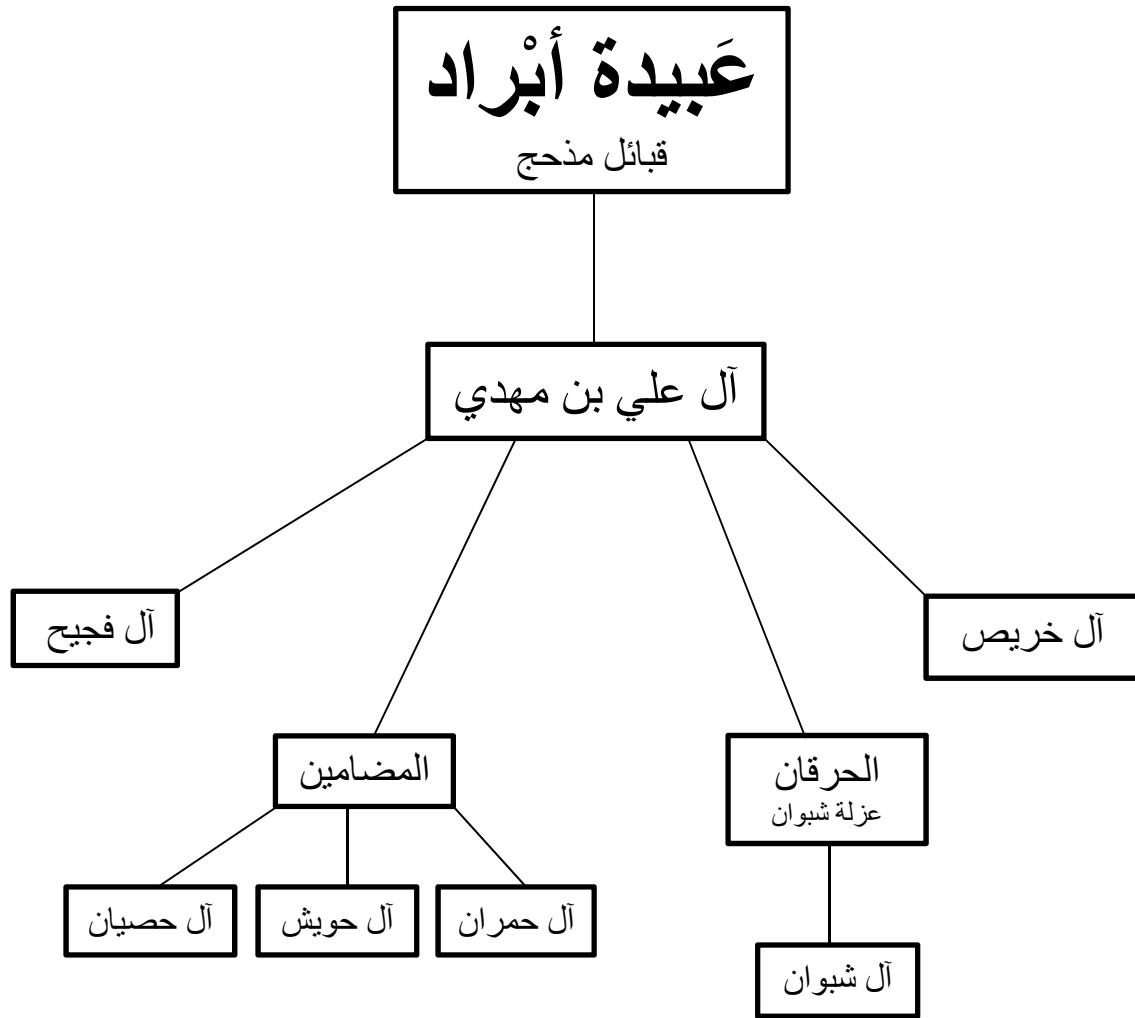 عَبيدة أبْراد
قبائل مذحج
آل علي بن مهدي
آل خريص
آل فجيح
الحرقان
عزلة شبوان
المضامين
آل حمران
آل حويش
آل حصيان
آل شبوان